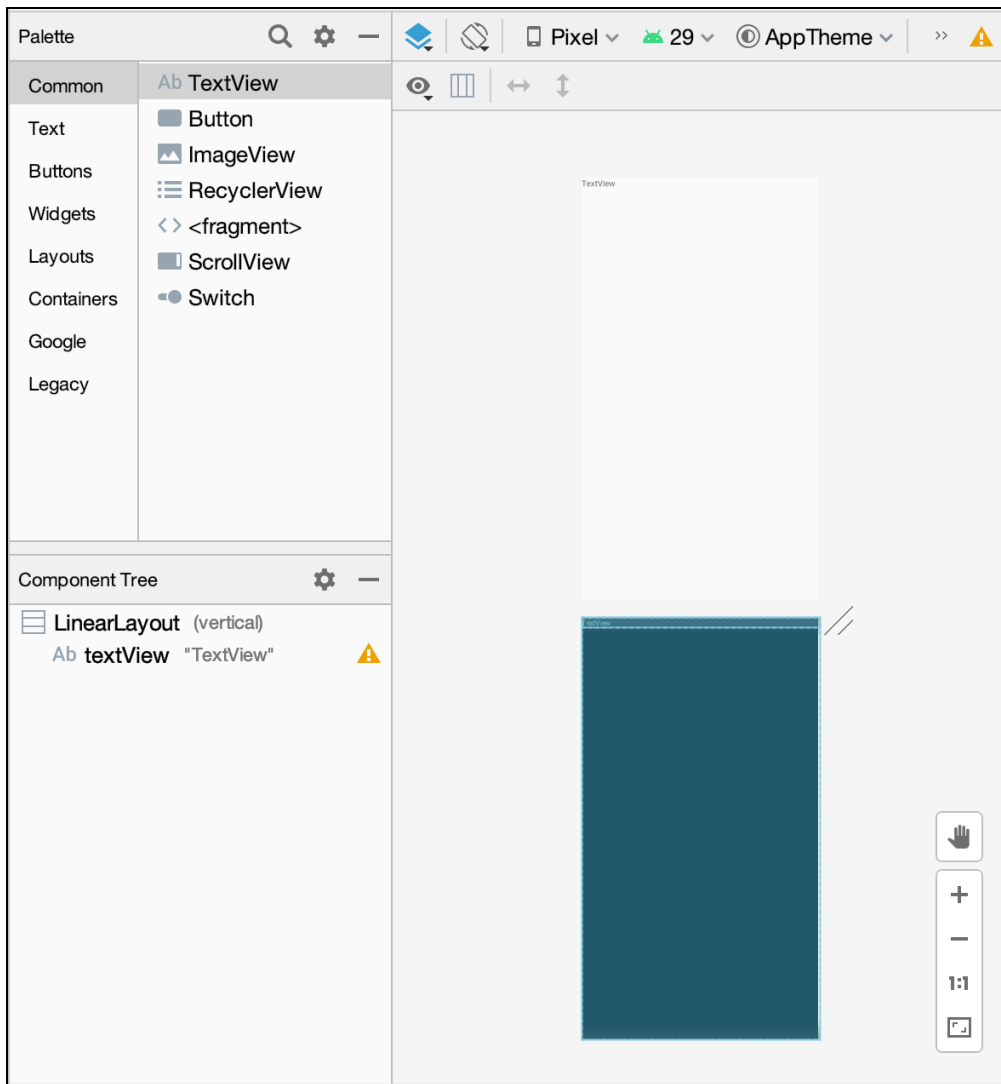 Palette
Pixel 29 AppTheme
Common
Text
Buttons
Widgets
Layouts
Containers
Google
Legacy
Ab TextView
Button
ImageView
RecyclerView
<fragment>
ScrollView
Switch
Component Tree
LinearLayout (vertical)
Ab textView "TextView"
TextView
TextView
1:1